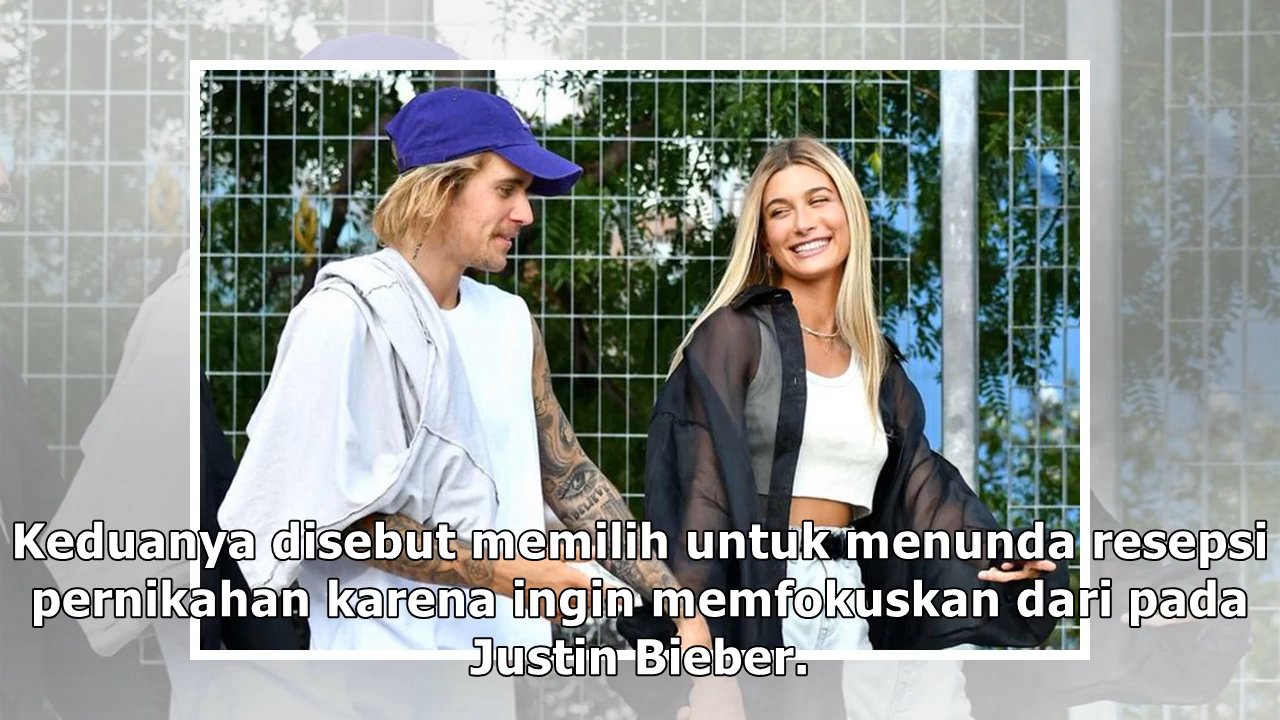 Keduanya disebut memilih untuk menunda resepsi
pernikahan karena ingin memfokuskan dari pada
Justin Bieber.